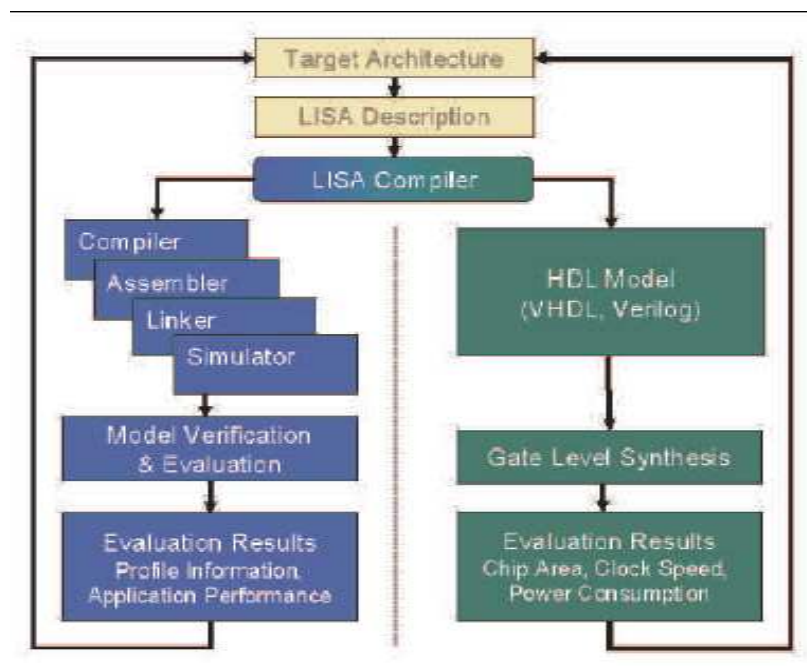 Target Architecture
LISA Description
LISA Compiler
Compiler
Assembler
Linker
Simulator
Model Verification
& Evaluation
Evaluation Results
Profile Information,
Application Performance
HDL Model
(VHDL, Verilog)
Gate Level Synthesis
Evaluation Results
Chip Area, Clock Speed,
Power Consumption